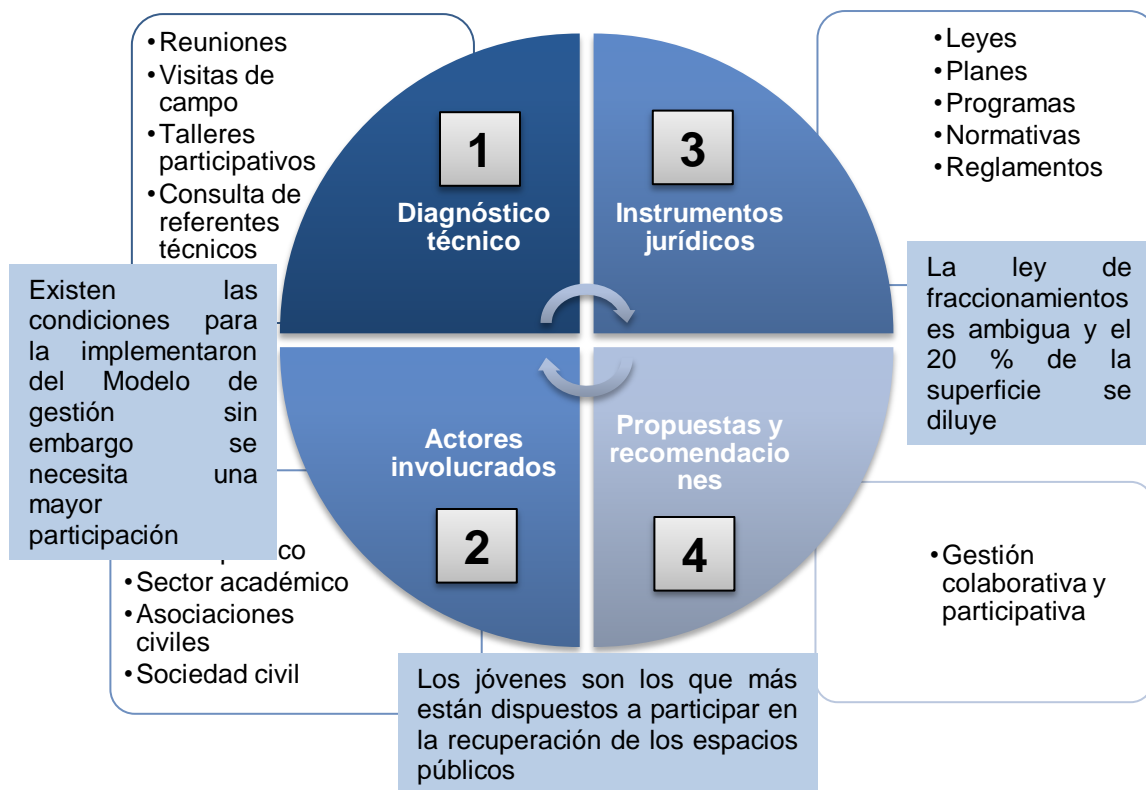 •Reuniones
•Visitas de
campo
•Talleres
participativos
•Consulta de
referentes
técnicos
1
Diagnóstico
técnico
3
Instrumentos
jurídicos
•Leyes
•Planes
•Programas
•Normativas
•Reglamentos
Existen las
condiciones para
la implementaron
del Modelo de
gestión sin
embargo se
necesita una
mayor
participación
La ley de
fraccionamientos
es ambigua y el
20 % de la
superficie se
diluye
Actores
involucrados
2
Propuestas y
recomendacio
nes
4
•Sector académico
•Asociaciones
civiles
•Sociedad civil
•Gestión
colaborativa y
participativa
Los jóvenes son los que más
están dispuestos a participar en
la recuperación de los espacios
públicos